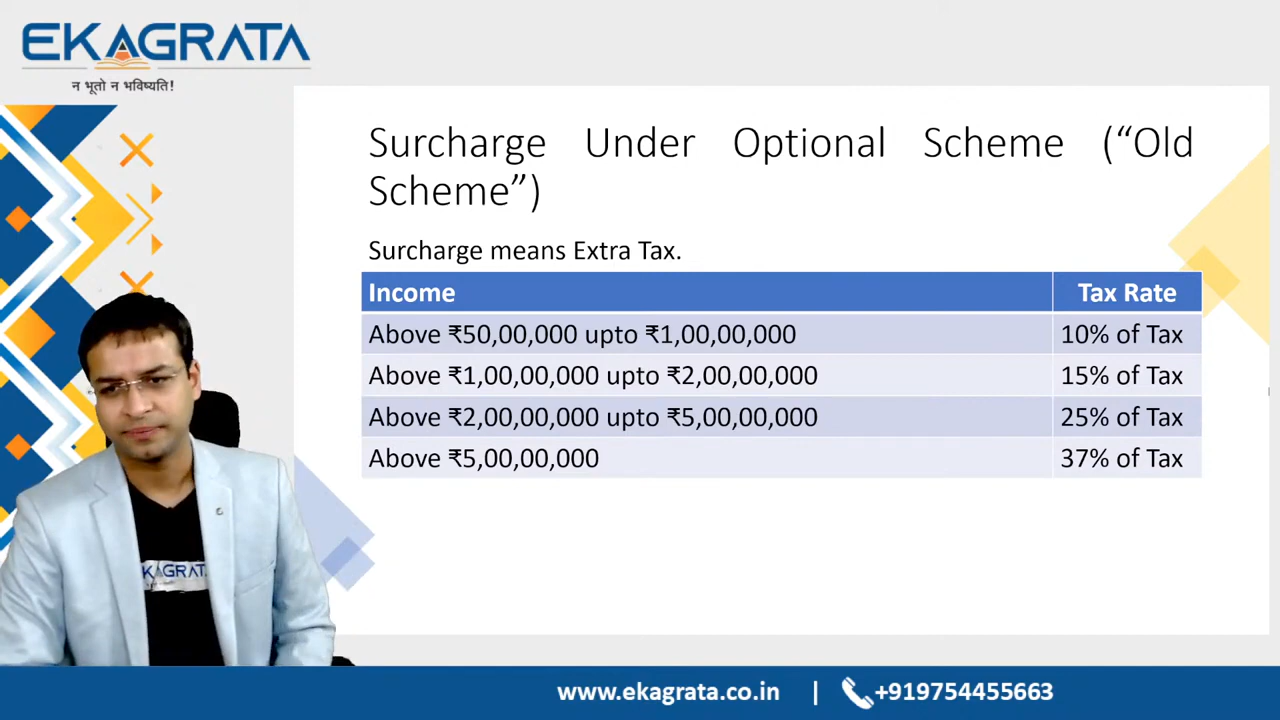 EKAGRATA
न भूतो न भविष्यति!
Surcharge Under Optional Scheme (“Old
Scheme”)
Surcharge means Extra Tax.
Income Tax Rate
Above ₹50,00,000 upto ₹1,00,00,000 10% of Tax
Above ₹1,00,00,000 upto ₹2,00,00,000 15% of Tax
Above ₹2,00,00,000 upto ₹5,00,00,000 25% of Tax
Above ₹5,00,00,000 37% of Tax
EKAGRATA
www.ekagrata.co.in | +919754455663